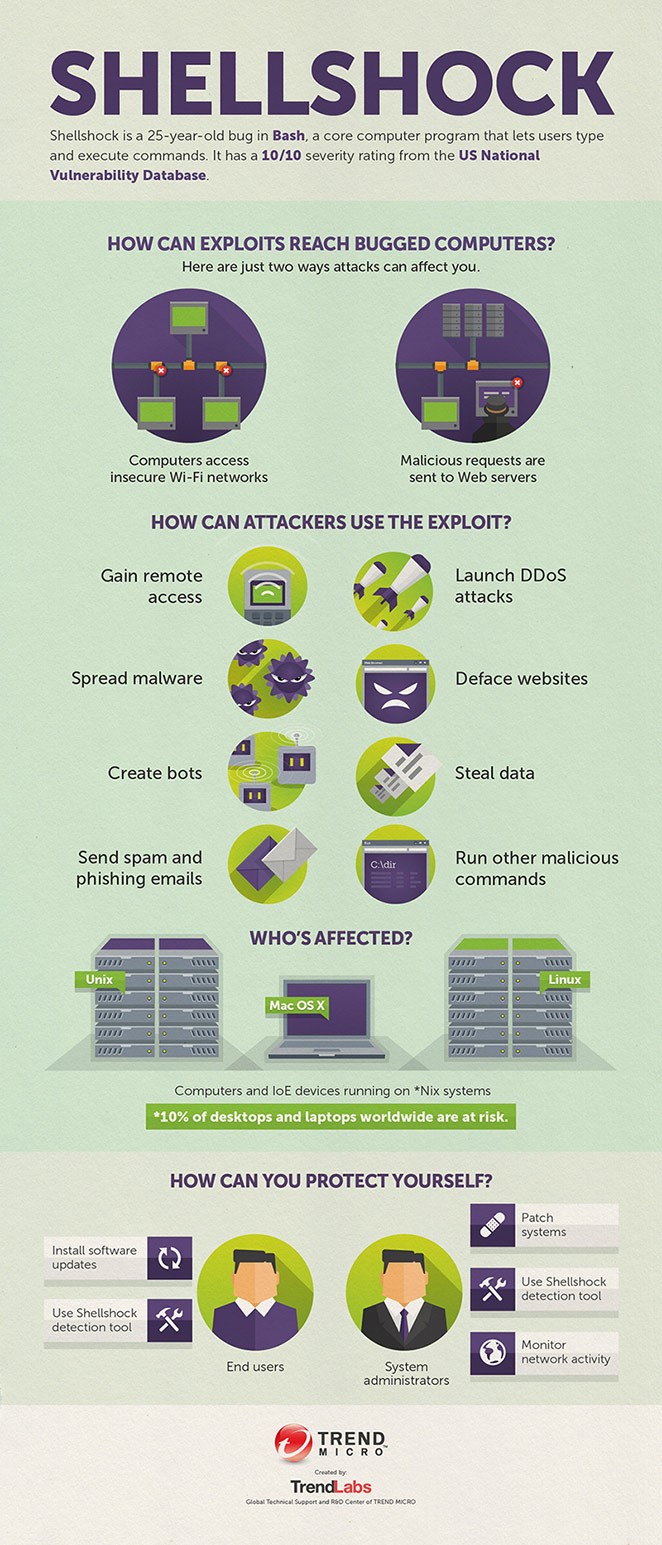 SHELLSHOCK
Shellshock is a 25-year-old bug in Bash, a core computer program that lets users type
and execute commands. It has a 10/10 severity rating from the US National
Vulnerability Database.
HOW CAN EXPLOITS REACH BUGGED COMPUTERS?
Here are just two ways attacks can affect you.
Computers access
insecure Wi-Fi networks
Malicious requests are
sent to Web servers
HOW CAN ATTACKERS USE THE EXPLOIT?
Gain remote
access
Launch DDoS
attacks
Spread malware
Deface websites
Create bots
Steal data
Send spam and
phishing emails
C:\dir
Run other malicious
commands
WHO'S AFFECTED?
Unix
Mac OS X
Linux
Computers and IoE devices running on *Nix systems
*10% of desktops and laptops worldwide are at risk.
HOW CAN YOU PROTECT YOURSELF?
Install software
updates
Use Shellshock
detection tool
End users
System
administrators
Patch
systems
Use Shellshock
detection tool
Monitor
network activity
TREND
MICRO™
Created by:
TrendLabs
Global Technical Support and R&D Center of TREND MICRO